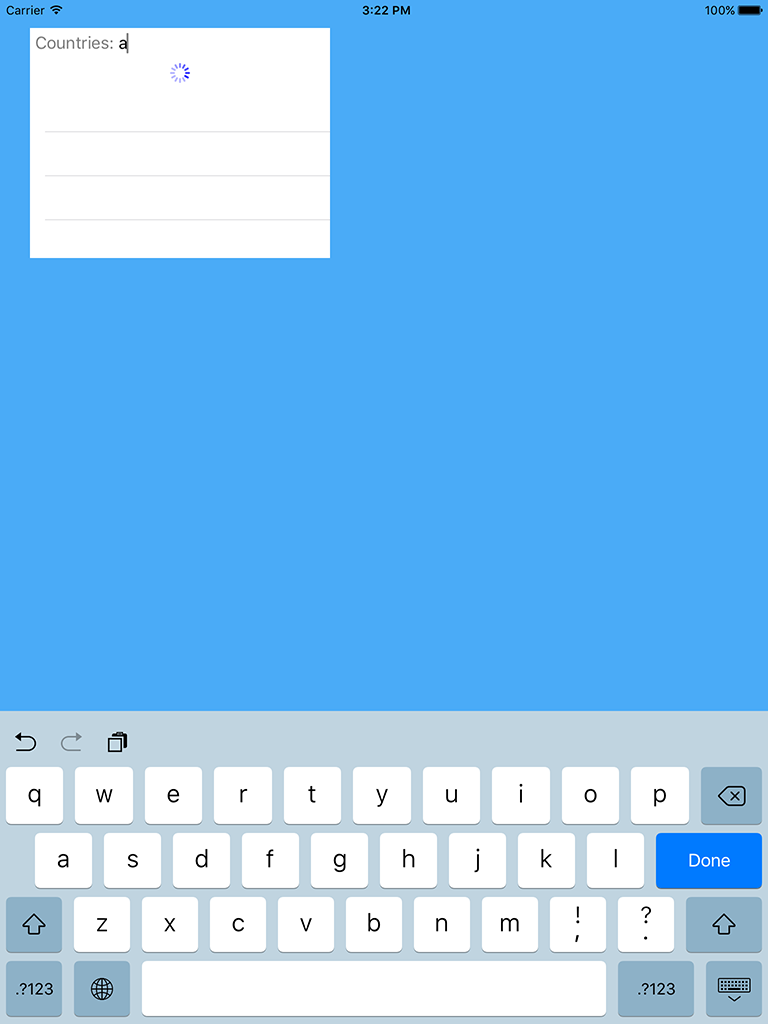 Carrier 3:22 PM 100%
Countries: a
q w e r t y u i o p
a s d f g h j k l Done
z x c v b n m ! , ? .
.?123 .?123